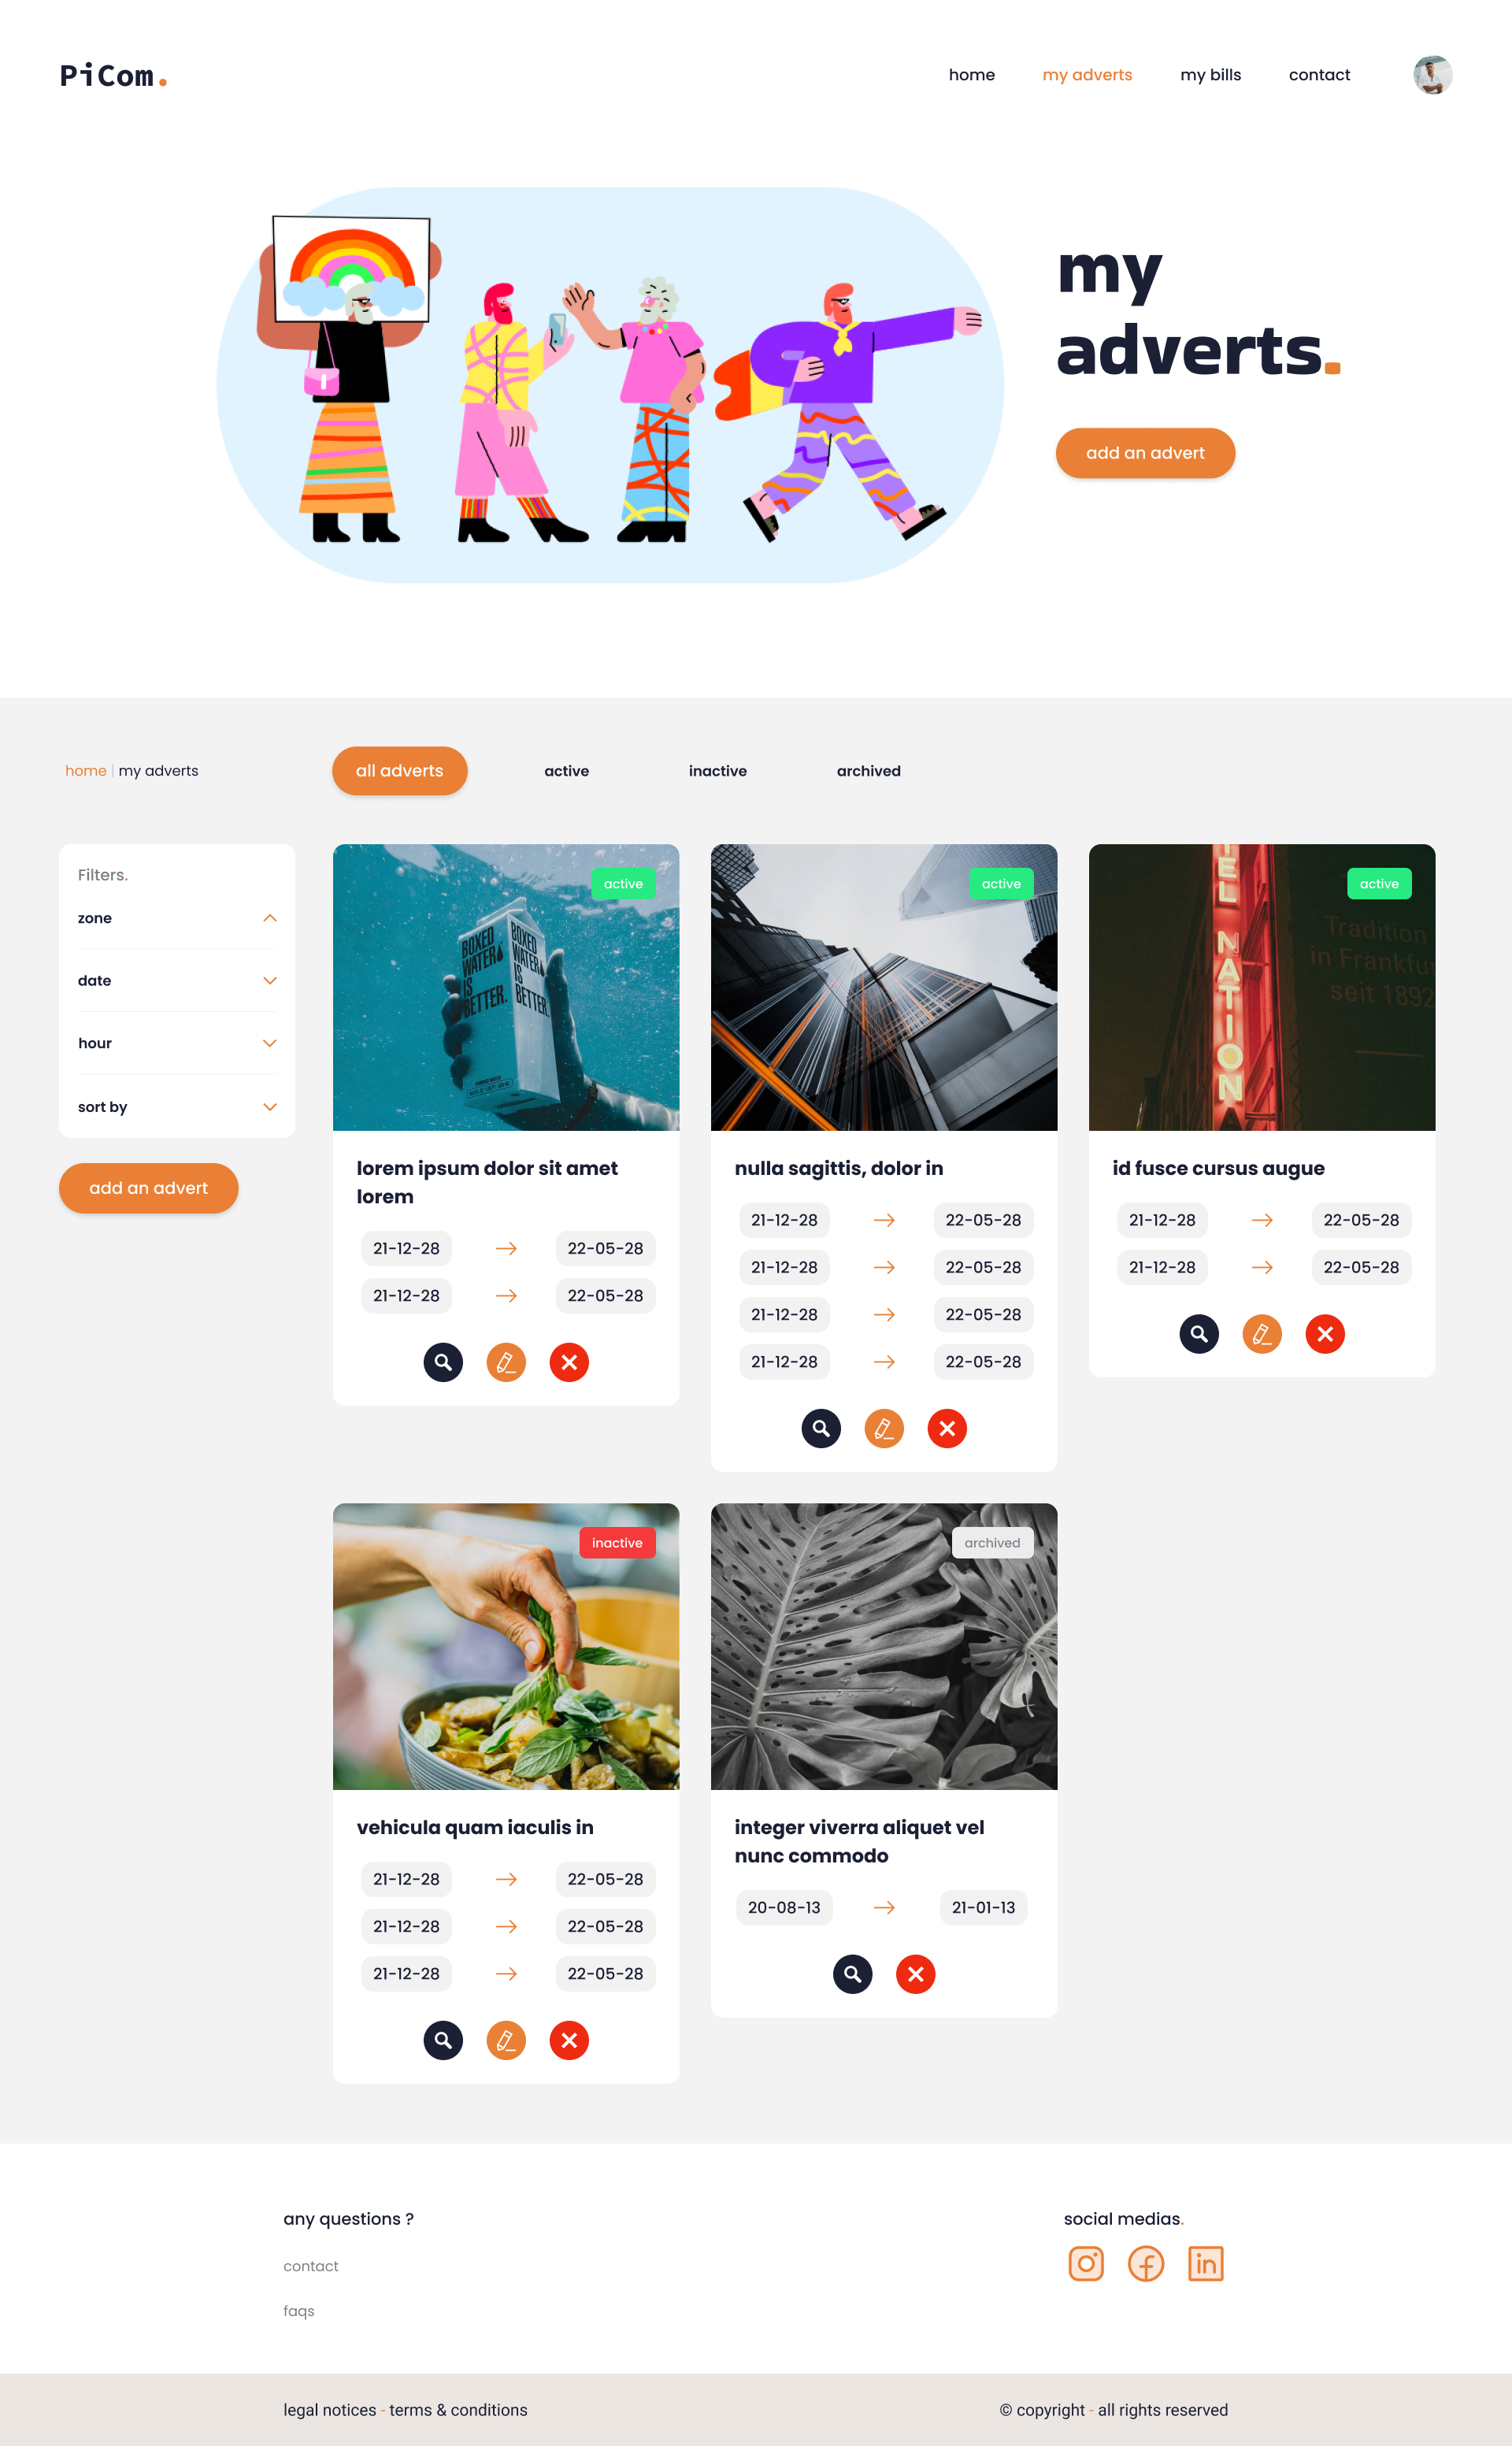 PiCom.
home my adverts my bills contact
my
adverts.
add an advert
home | my adverts
all adverts active inactive archived
Filters.
zone
date
hour
sort by
add an advert
active
BOXED
WATER
IS
BETTER.
BOXED
WATER
IS
BETTER.
lorem ipsum dolor sit amet
lorem
21-12-28 → 22-05-28
21-12-28 → 22-05-28
active
nulla sagittis, dolor in
21-12-28 → 22-05-28
21-12-28 → 22-05-28
21-12-28 → 22-05-28
21-12-28 → 22-05-28
active
EL NATIONA
Tradition
in Frankfu
seit 1892
id fusce cursus augue
21-12-28 → 22-05-28
21-12-28 → 22-05-28
inactive
vehicula quam iaculis in
21-12-28 → 22-05-28
21-12-28 → 22-05-28
21-12-28 → 22-05-28
archived
integer viverra aliquet vel
nunc commodo
20-08-13 → 21-01-13
any questions ?
contact
faqs
social medias.
legal notices - terms & conditions
© copyright - all rights reserved